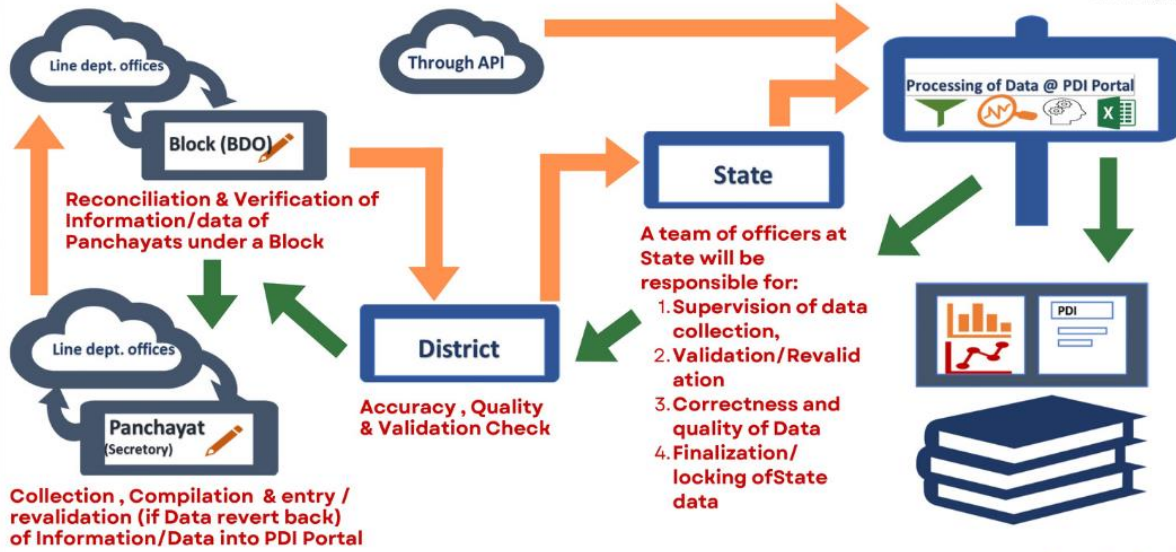 Line dept. offices
Block (BDO)
Reconciliation & Verification of
Information/data of
Panchayats under a Block
Line dept. offices
Panchayat
(Secretory)
Collection , Compilation & entry /
revalidation (if Data revert back)
of Information/Data into PDI Portal
Through API
District
Accuracy , Quality
& Validation Check
State
A team of officers at
State will be
responsible for:
1. Supervision of data
collection,
2. Validation/Revalid
ation
3. Correctness and
quality of Data
4. Finalization/
locking ofState
data
Processing of Data @ PDI Portal
X
PDI